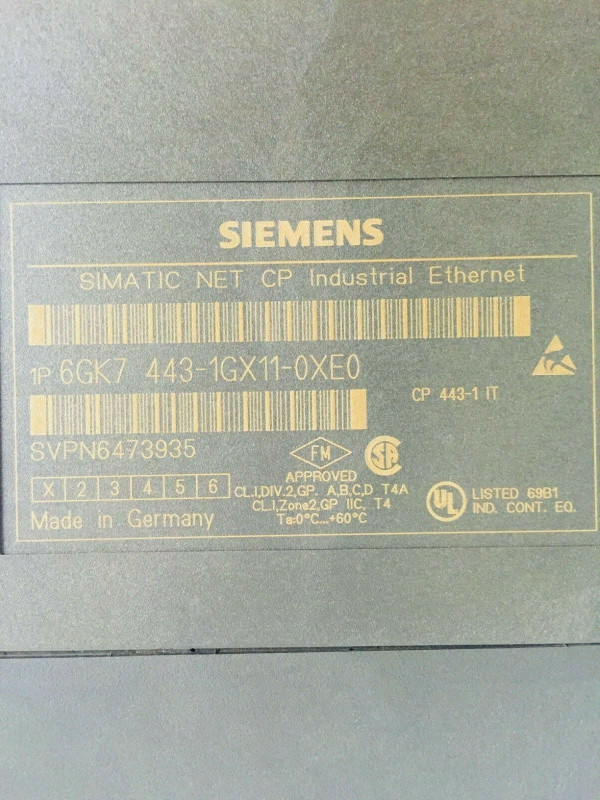 SIEMENS
SIMATIC NET CP Industrial Ethernet
1P 6GK7 443-1GX11-0XE0
CP 443-1 IT
SVPN6473935
FM
APPROVED
CL.I,DIV.2,GP. A,B,C,D T4A
CL.I,Zone2,GP IIC, T4
Ta:0°C...+60°C
SA
X 2 3 4 5 6
UL
LISTED 69B1
IND. CONT. EQ.
Made in Germany